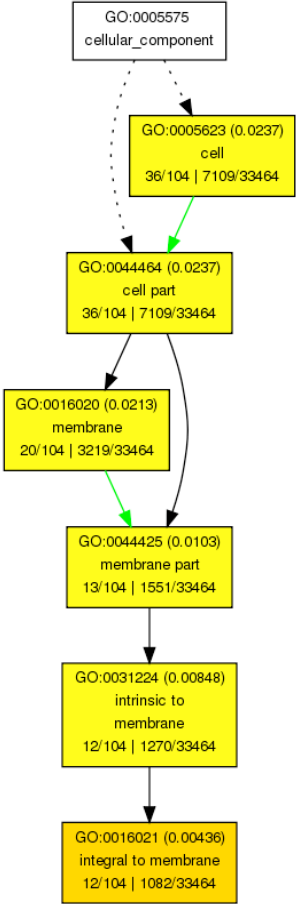 GO:0005575
cellular_component
GO:0005623 (0.0237)
cell
36/104 | 7109/33464
GO:0044464 (0.0237)
cell part
36/104 | 7109/33464
GO:0016020 (0.0213)
membrane
20/104 | 3219/33464
GO:0044425 (0.0103)
membrane part
13/104 | 1551/33464
GO:0031224 (0.00848)
intrinsic to
membrane
12/104 | 1270/33464
GO:0016021 (0.00436)
integral to membrane
12/104 | 1082/33464